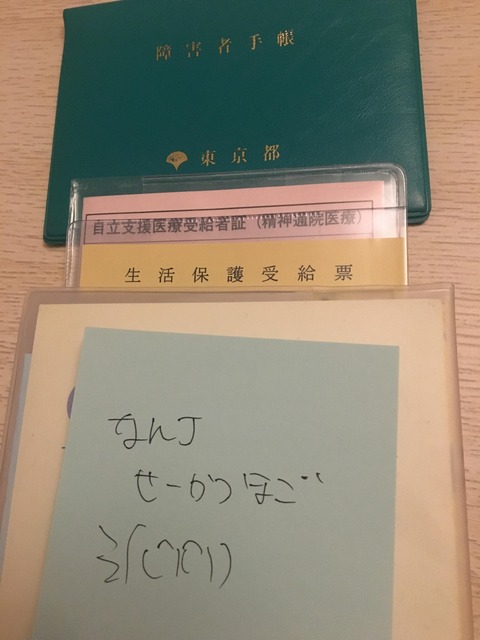 障害者手帳
東京都
自立支援医療受給者証（精神通院医療）
生活保護受給票
なんJ
せーかつほご